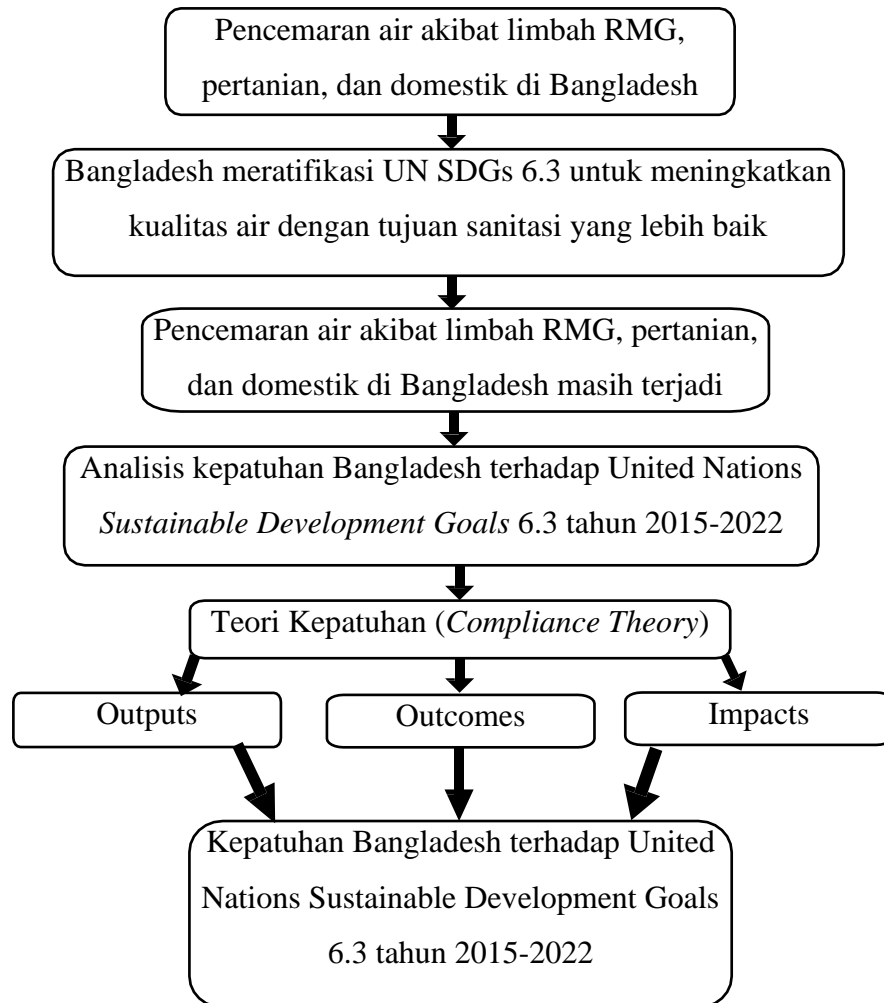 Pencemaran air akibat limbah RMG,
pertanian, dan domestik di Bangladesh
Bangladesh meratifikasi UN SDGs 6.3 untuk meningkatkan
kualitas air dengan tujuan sanitasi yang lebih baik
Pencemaran air akibat limbah RMG, pertanian,
dan domestik di Bangladesh masih terjadi
Analisis kepatuhan Bangladesh terhadap United Nations
Sustainable Development Goals 6.3 tahun 2015-2022
Teori Kepatuhan (Compliance Theory)
Outputs
Outcomes
Impacts
Kepatuhan Bangladesh terhadap United
Nations Sustainable Development Goals
6.3 tahun 2015-2022